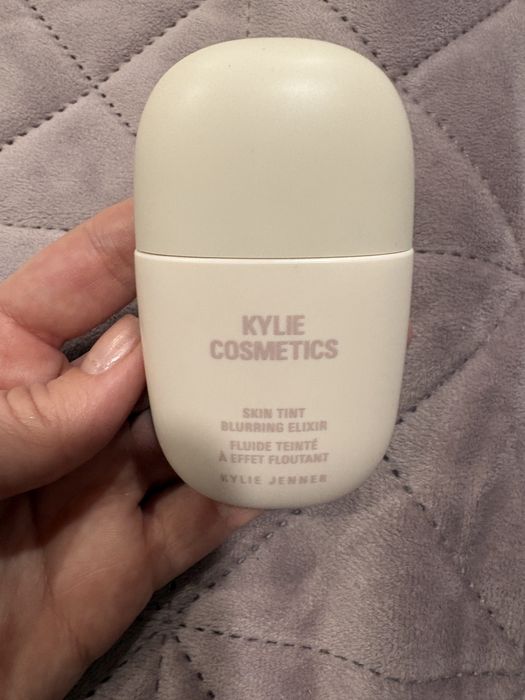 KYLIE
COSMETICS
SKIN TINT
BLURRING ELIXIR
FLUIDE TEINTÉ
À EFFET FLOUTANT
KYLIE JENNER